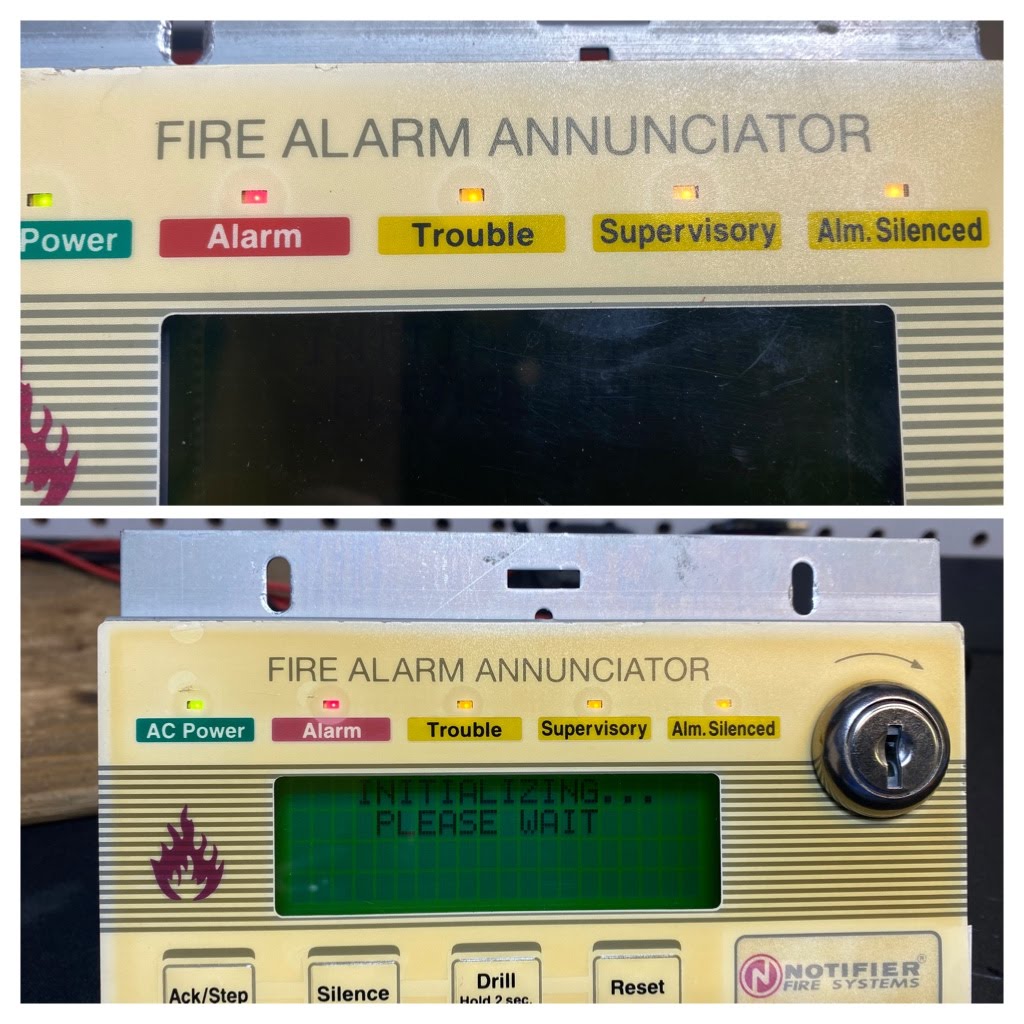 FIRE ALARM ANNUNCIATOR
Power Alarm Trouble Supervisory Alm. Silenced
FIRE ALARM ANNUNCIATOR
AC Power Alarm Trouble Supervisory Alm. Silenced
INITIALIZING...
PLEASE WAIT
Ack/Step Silence Drill Reset
Hold 2 sec.
N NOTIFIER®
FIRE SYSTEMS